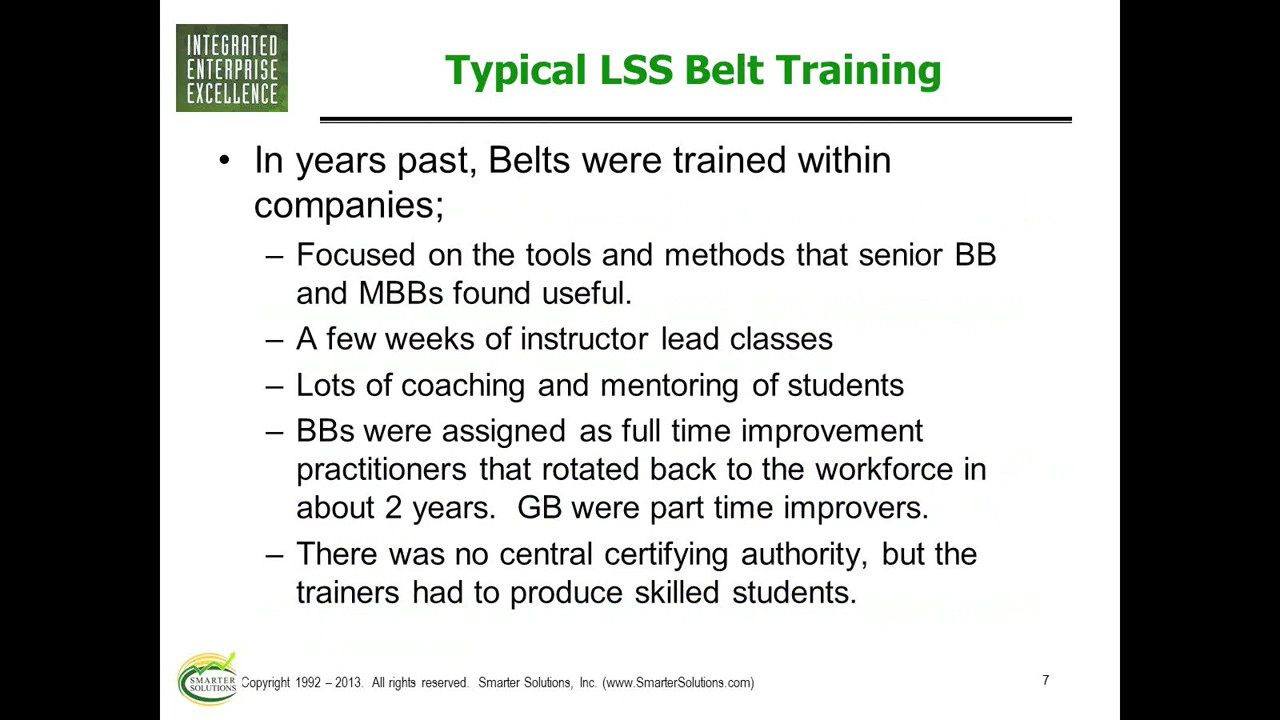 INTEGRATED
ENTERPRISE
EXCELLENCE
Typical LSS Belt Training
• In years past, Belts were trained within
companies;
– Focused on the tools and methods that senior BB
and MBBs found useful.
– A few weeks of instructor lead classes
– Lots of coaching and mentoring of students
– BBs were assigned as full time improvement
practitioners that rotated back to the workforce in
about 2 years.  GB were part time improvers.
– There was no central certifying authority, but the
trainers had to produce skilled students.
SMARTER
SOLUTIONS
Copyright 1992 – 2013.  All rights reserved.  Smarter Solutions, Inc. (www.SmarterSolutions.com)
7